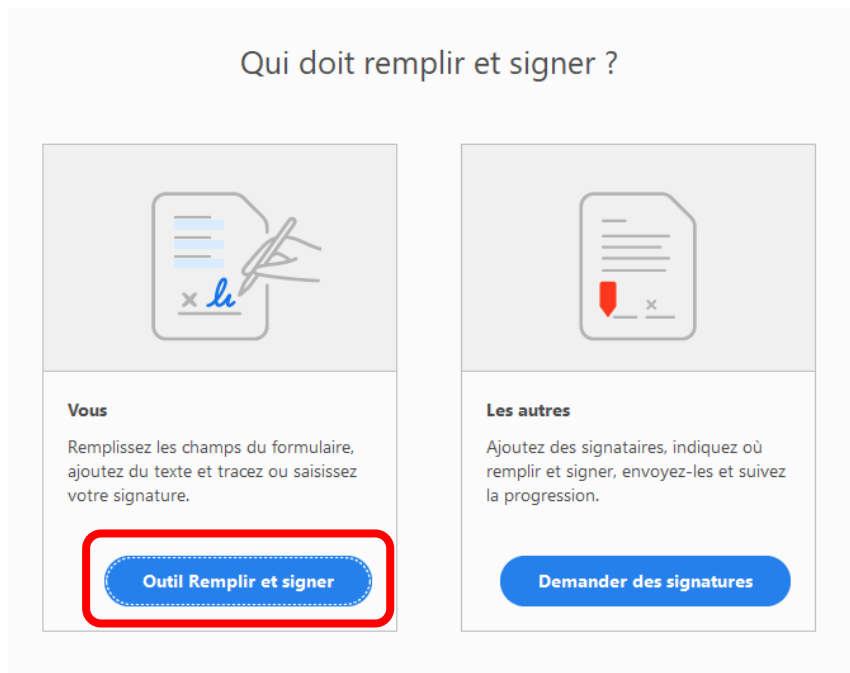 Qui doit remplir et signer ?
Vous
Remplissez les champs du formulaire,
ajoutez du texte et tracez ou saisissez
votre signature.
Outil Remplir et signer
Les autres
Ajoutez des signataires, indiquez où
remplir et signer, envoyez-les et suivez
la progression.
Demander des signatures